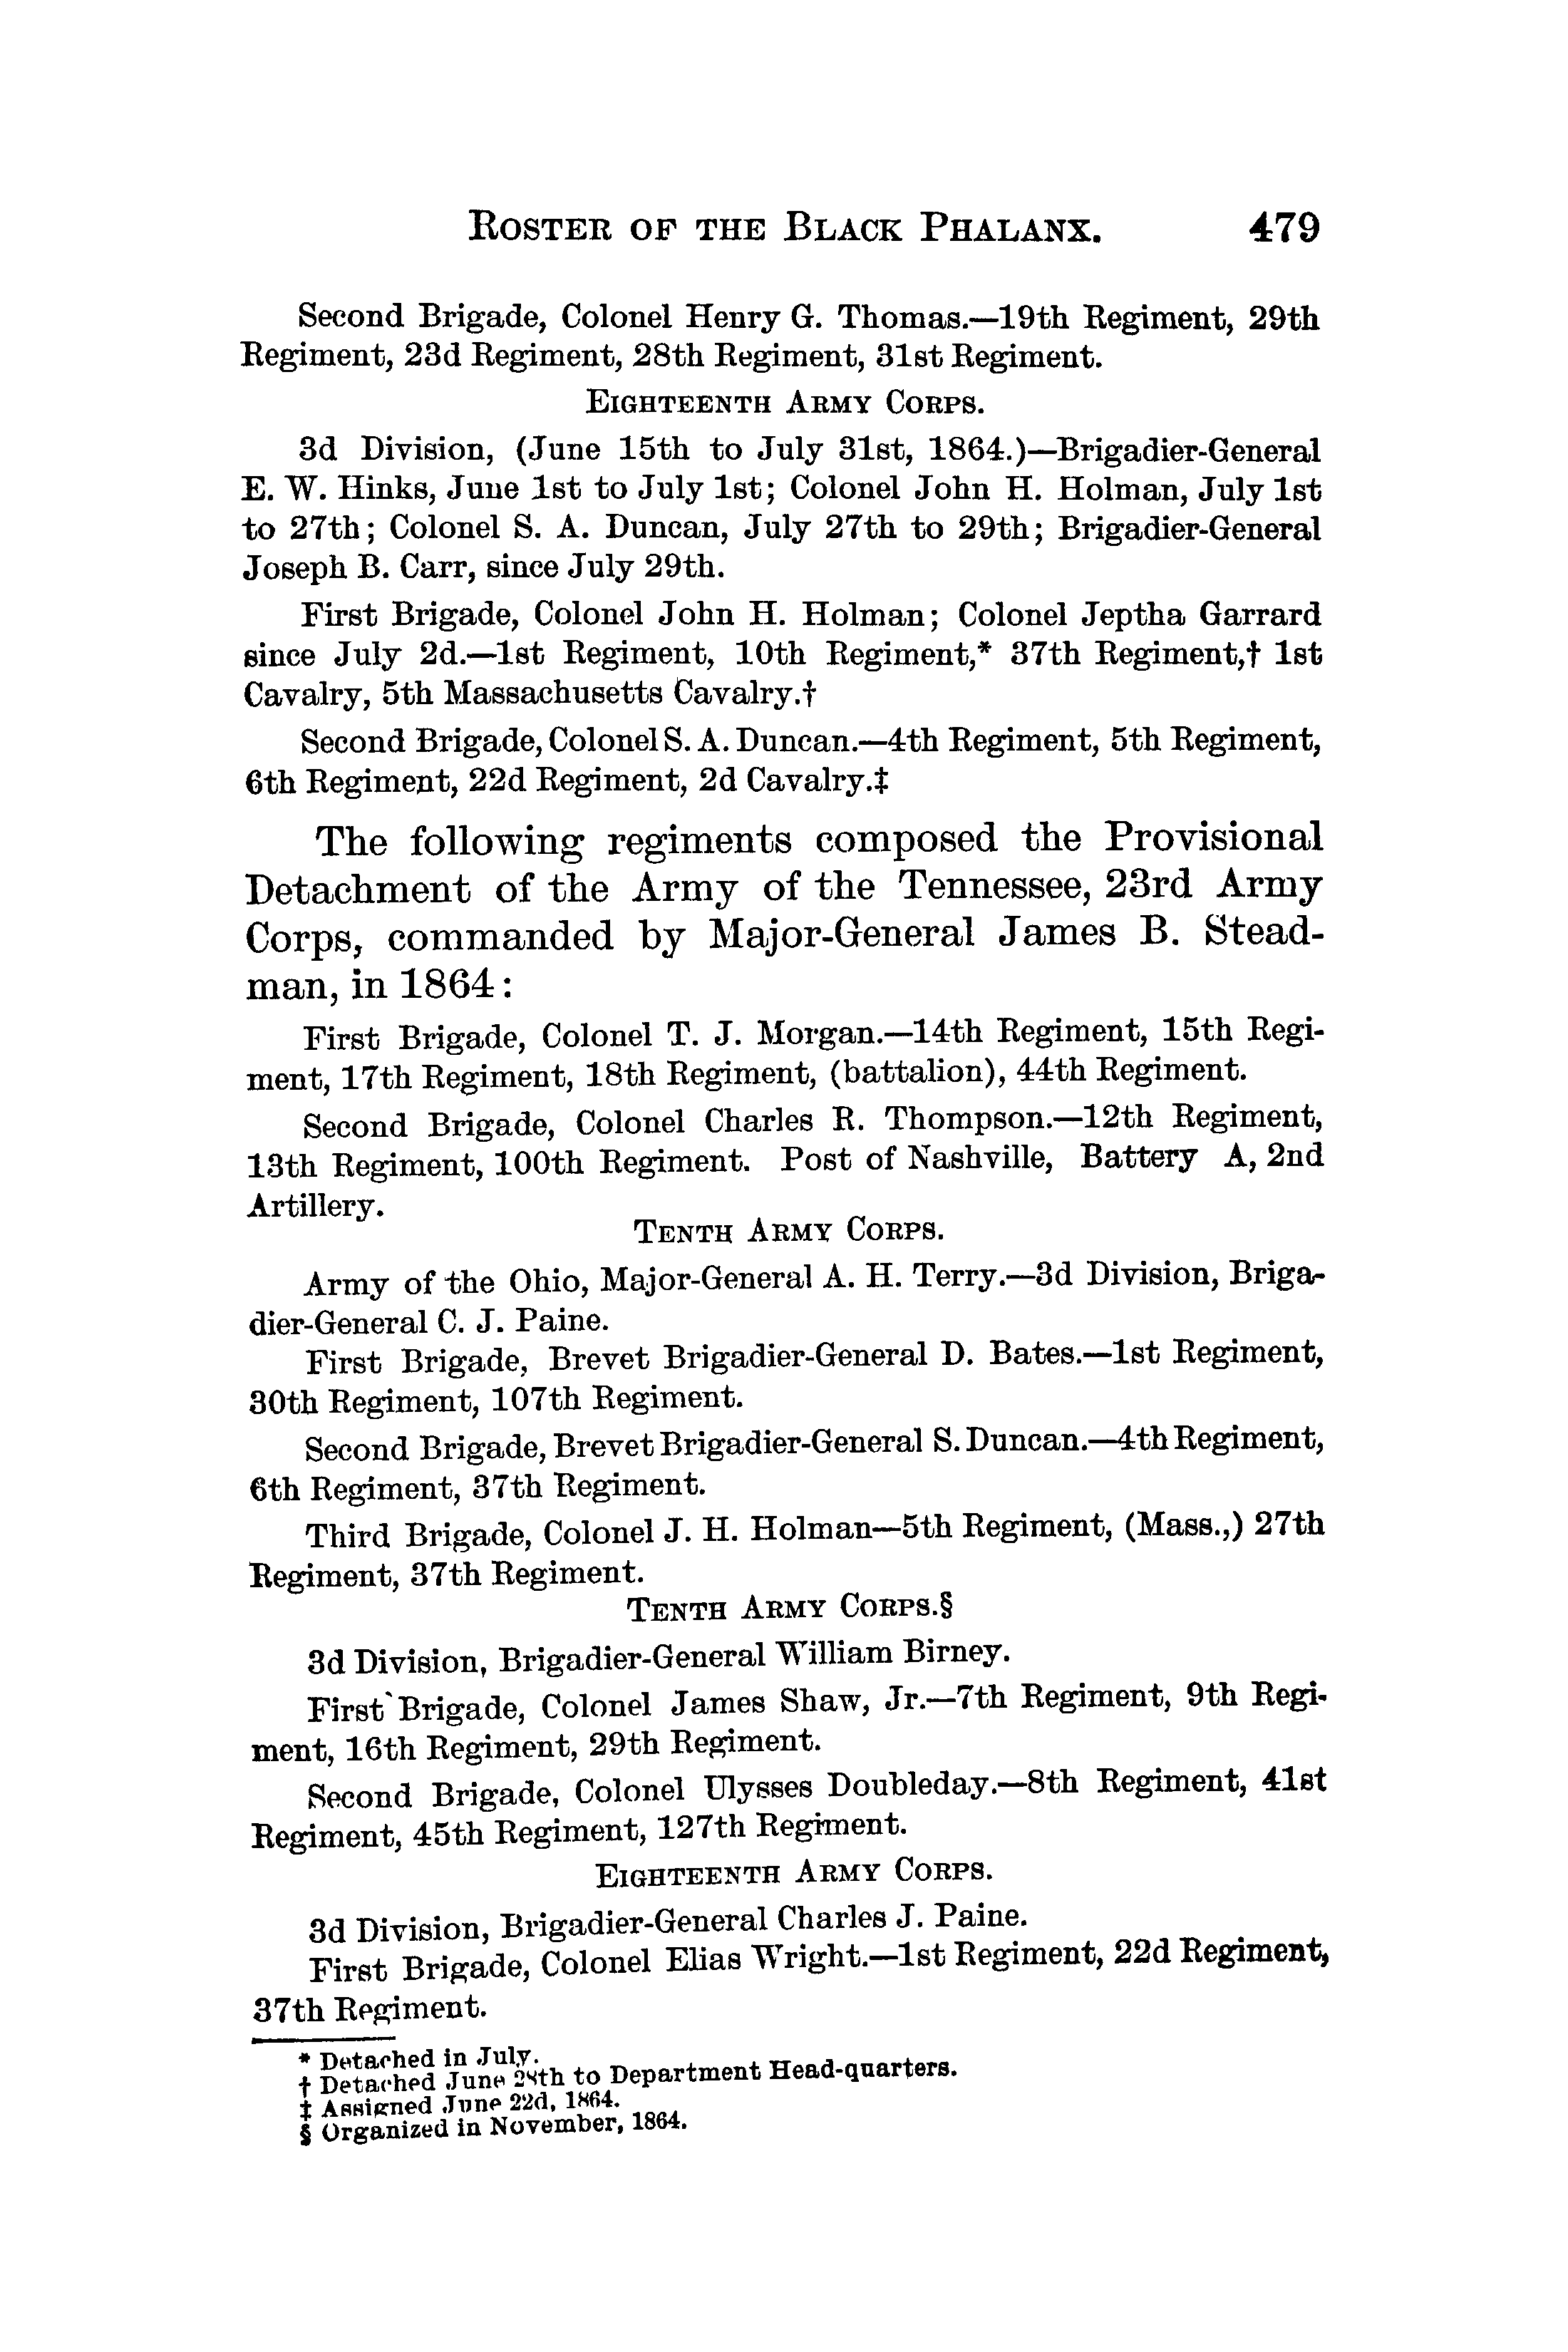 ROSTER OF THE BLACK PHALANX. 479
Second Brigade, Colonel Henry G. Thomas.—19th Regiment, 29th
Regiment, 23d Regiment, 28th Regiment, 31st Regiment.
EIGHTEENTH ARMY CORPS.
3d Division, (June 15th to July 31st, 1864.)—Brigadier-General
E. W. Hinks, June 1st to July 1st; Colonel John H. Holman, July 1st
to 27th; Colonel S. A. Duncan, July 27th to 29th; Brigadier-General
Joseph B. Carr, since July 29th.
First Brigade, Colonel John H. Holman; Colonel Jeptha Garrard
since July 2d.—1st Regiment, 10th Regiment,* 37th Regiment,† 1st
Cavalry, 5th Massachusetts Cavalry.†
Second Brigade, Colonel S. A. Duncan.—4th Regiment, 5th Regiment,
6th Regiment, 22d Regiment, 2d Cavalry.‡
The following regiments composed the Provisional
Detachment of the Army of the Tennessee, 23rd Army
Corps, commanded by Major-General James B. Stead-
man, in 1864:
First Brigade, Colonel T. J. Morgan.—14th Regiment, 15th Regi-
ment, 17th Regiment, 18th Regiment, (battalion), 44th Regiment.
Second Brigade, Colonel Charles R. Thompson.—12th Regiment,
13th Regiment, 100th Regiment. Post of Nashville, Battery A, 2nd
Artillery.
TENTH ARMY CORPS.
Army of the Ohio, Major-General A. H. Terry.—3d Division, Briga-
dier-General C. J. Paine.
First Brigade, Brevet Brigadier-General D. Bates.—1st Regiment,
30th Regiment, 107th Regiment.
Second Brigade, Brevet Brigadier-General S. Duncan.—4th Regiment,
6th Regiment, 37th Regiment.
Third Brigade, Colonel J. H. Holman—5th Regiment, (Mass.,) 27th
Regiment, 37th Regiment.
TENTH ARMY CORPS.§
3d Division, Brigadier-General William Birney.
First Brigade, Colonel James Shaw, Jr.—7th Regiment, 9th Regi-
ment, 16th Regiment, 29th Regiment.
Second Brigade, Colonel Ulysses Doubleday.—8th Regiment, 41st
Regiment, 45th Regiment, 127th Regiment.
EIGHTEENTH ARMY CORPS.
3d Division, Brigadier-General Charles J. Paine.
First Brigade, Colonel Elias Wright.—1st Regiment, 22d Regiment,
37th Regiment.
* Detached in July.
† Detached June 28th to Department Head-quarters.
‡ Assigned June 22d, 1864.
§ Organized in November, 1864.